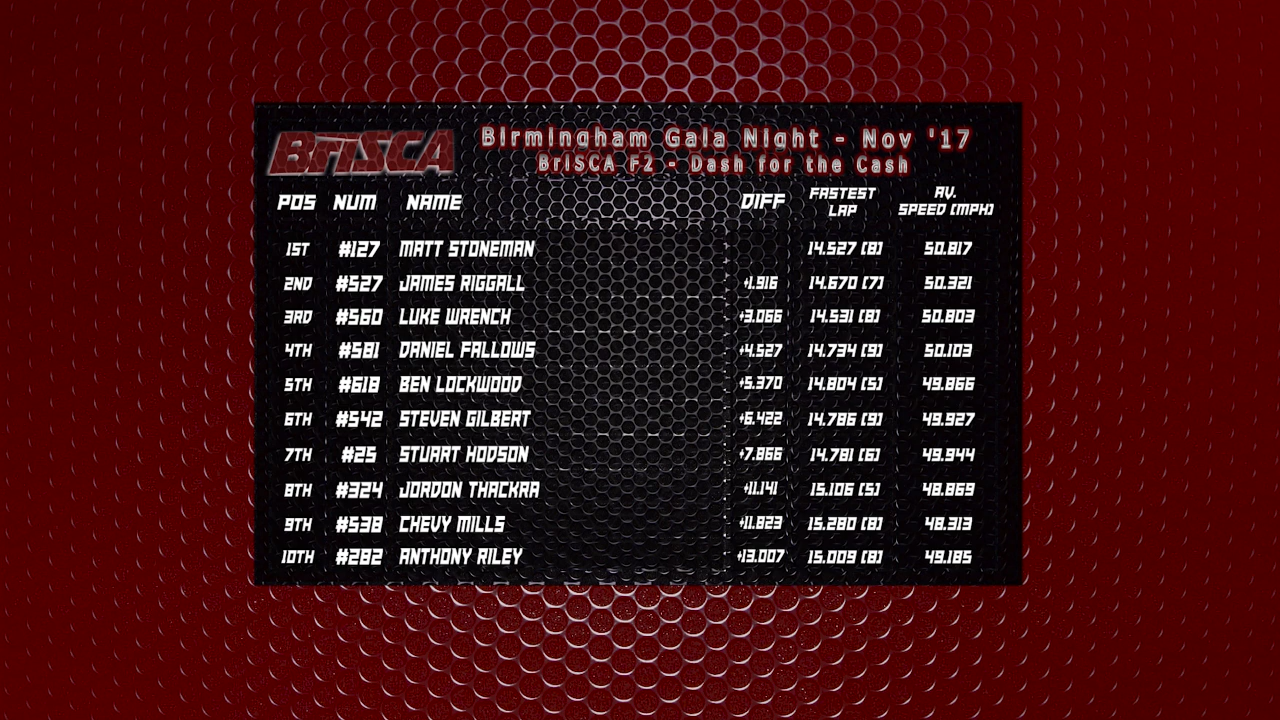 BriSCA
Birmingham Gala Night - Nov '17
BriSCA F2 - Dash for the Cash
POS NUM NAME DIFF FASTEST LAP AV. SPEED (MPH)
1ST #127 MATT STONEMAN 14.527 (8) 50.817
2ND #527 JAMES RIGGALL +1.916 14.670 (7) 50.321
3RD #560 LUKE WRENCH +3.066 14.531 (8) 50.803
4TH #581 DANIEL FALLOWS +4.527 14.734 (9) 50.103
5TH #618 BEN LOCKWOOD +5.370 14.804 (5) 49.866
6TH #542 STEVEN GILBERT +6.422 14.786 (9) 49.927
7TH #25 STUART HODSON +7.866 14.781 (6) 49.944
8TH #324 JORDON THACKRA +11.141 15.106 (5) 48.869
9TH #538 CHEVY MILLS +11.823 15.280 (8) 48.313
10TH #282 ANTHONY RILEY +13.007 15.009 (8) 49.185